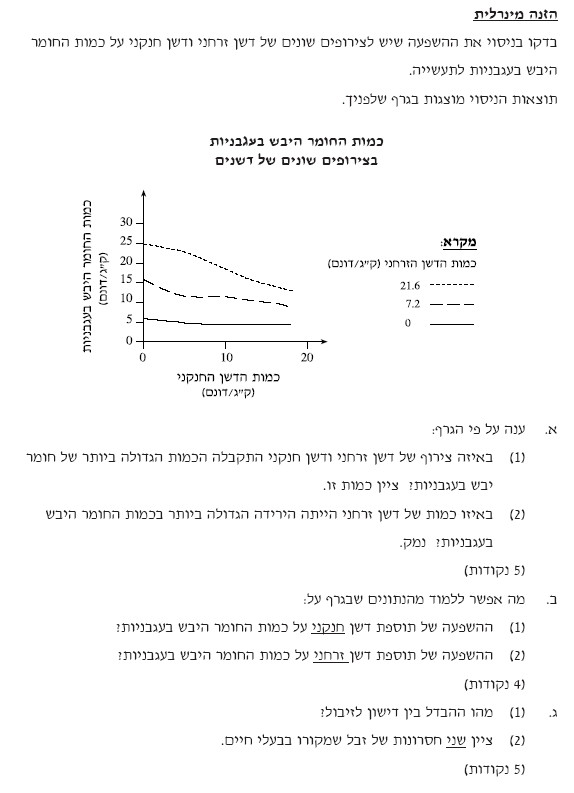 הזנה מינרלית
בדקו בניסוי את ההשפעה שיש לצירופים שונים של דשן זרחני ודשן חנקני על כמות החומר
היבש בעגבניות לתעשייה.
תוצאות הניסוי מוצגות בגרף שלפניך.
כמות החומר היבש בעגבניות
בצירופים שונים של דשנים
כמות החומר היבש בעגבניות
(ק״ג/דונם)
30
25
20
15
10
5
0
0 10 20
כמות הדשן החנקני
(ק״ג/דונם)
מקרא:
כמות הדשן הזרחני (ק״ג/דונם)
21.6
7.2
0
א. ענה על פי הגרף:
(1) באיזה צירוף של דשן זרחני ודשן חנקני התקבלה הכמות הגדולה ביותר של חומר
יבש בעגבניות? ציין כמות זו.
(2) באיזו כמות של דשן זרחני הייתה הירידה הגדולה ביותר בכמות החומר היבש
בעגבניות? נמק.
(5 נקודות)
ב. מה אפשר ללמוד מהנתונים שבגרף על:
(1) ההשפעה של תוספת דשן חנקני על כמות החומר היבש בעגבניות?
(2) ההשפעה של תוספת דשן זרחני על כמות החומר היבש בעגבניות?
(4 נקודות)
ג. (1) מהו ההבדל בין דישון לזיבול?
(2) ציין שני חסרונות של זבל שמקורו בבעלי חיים.
(5 נקודות)